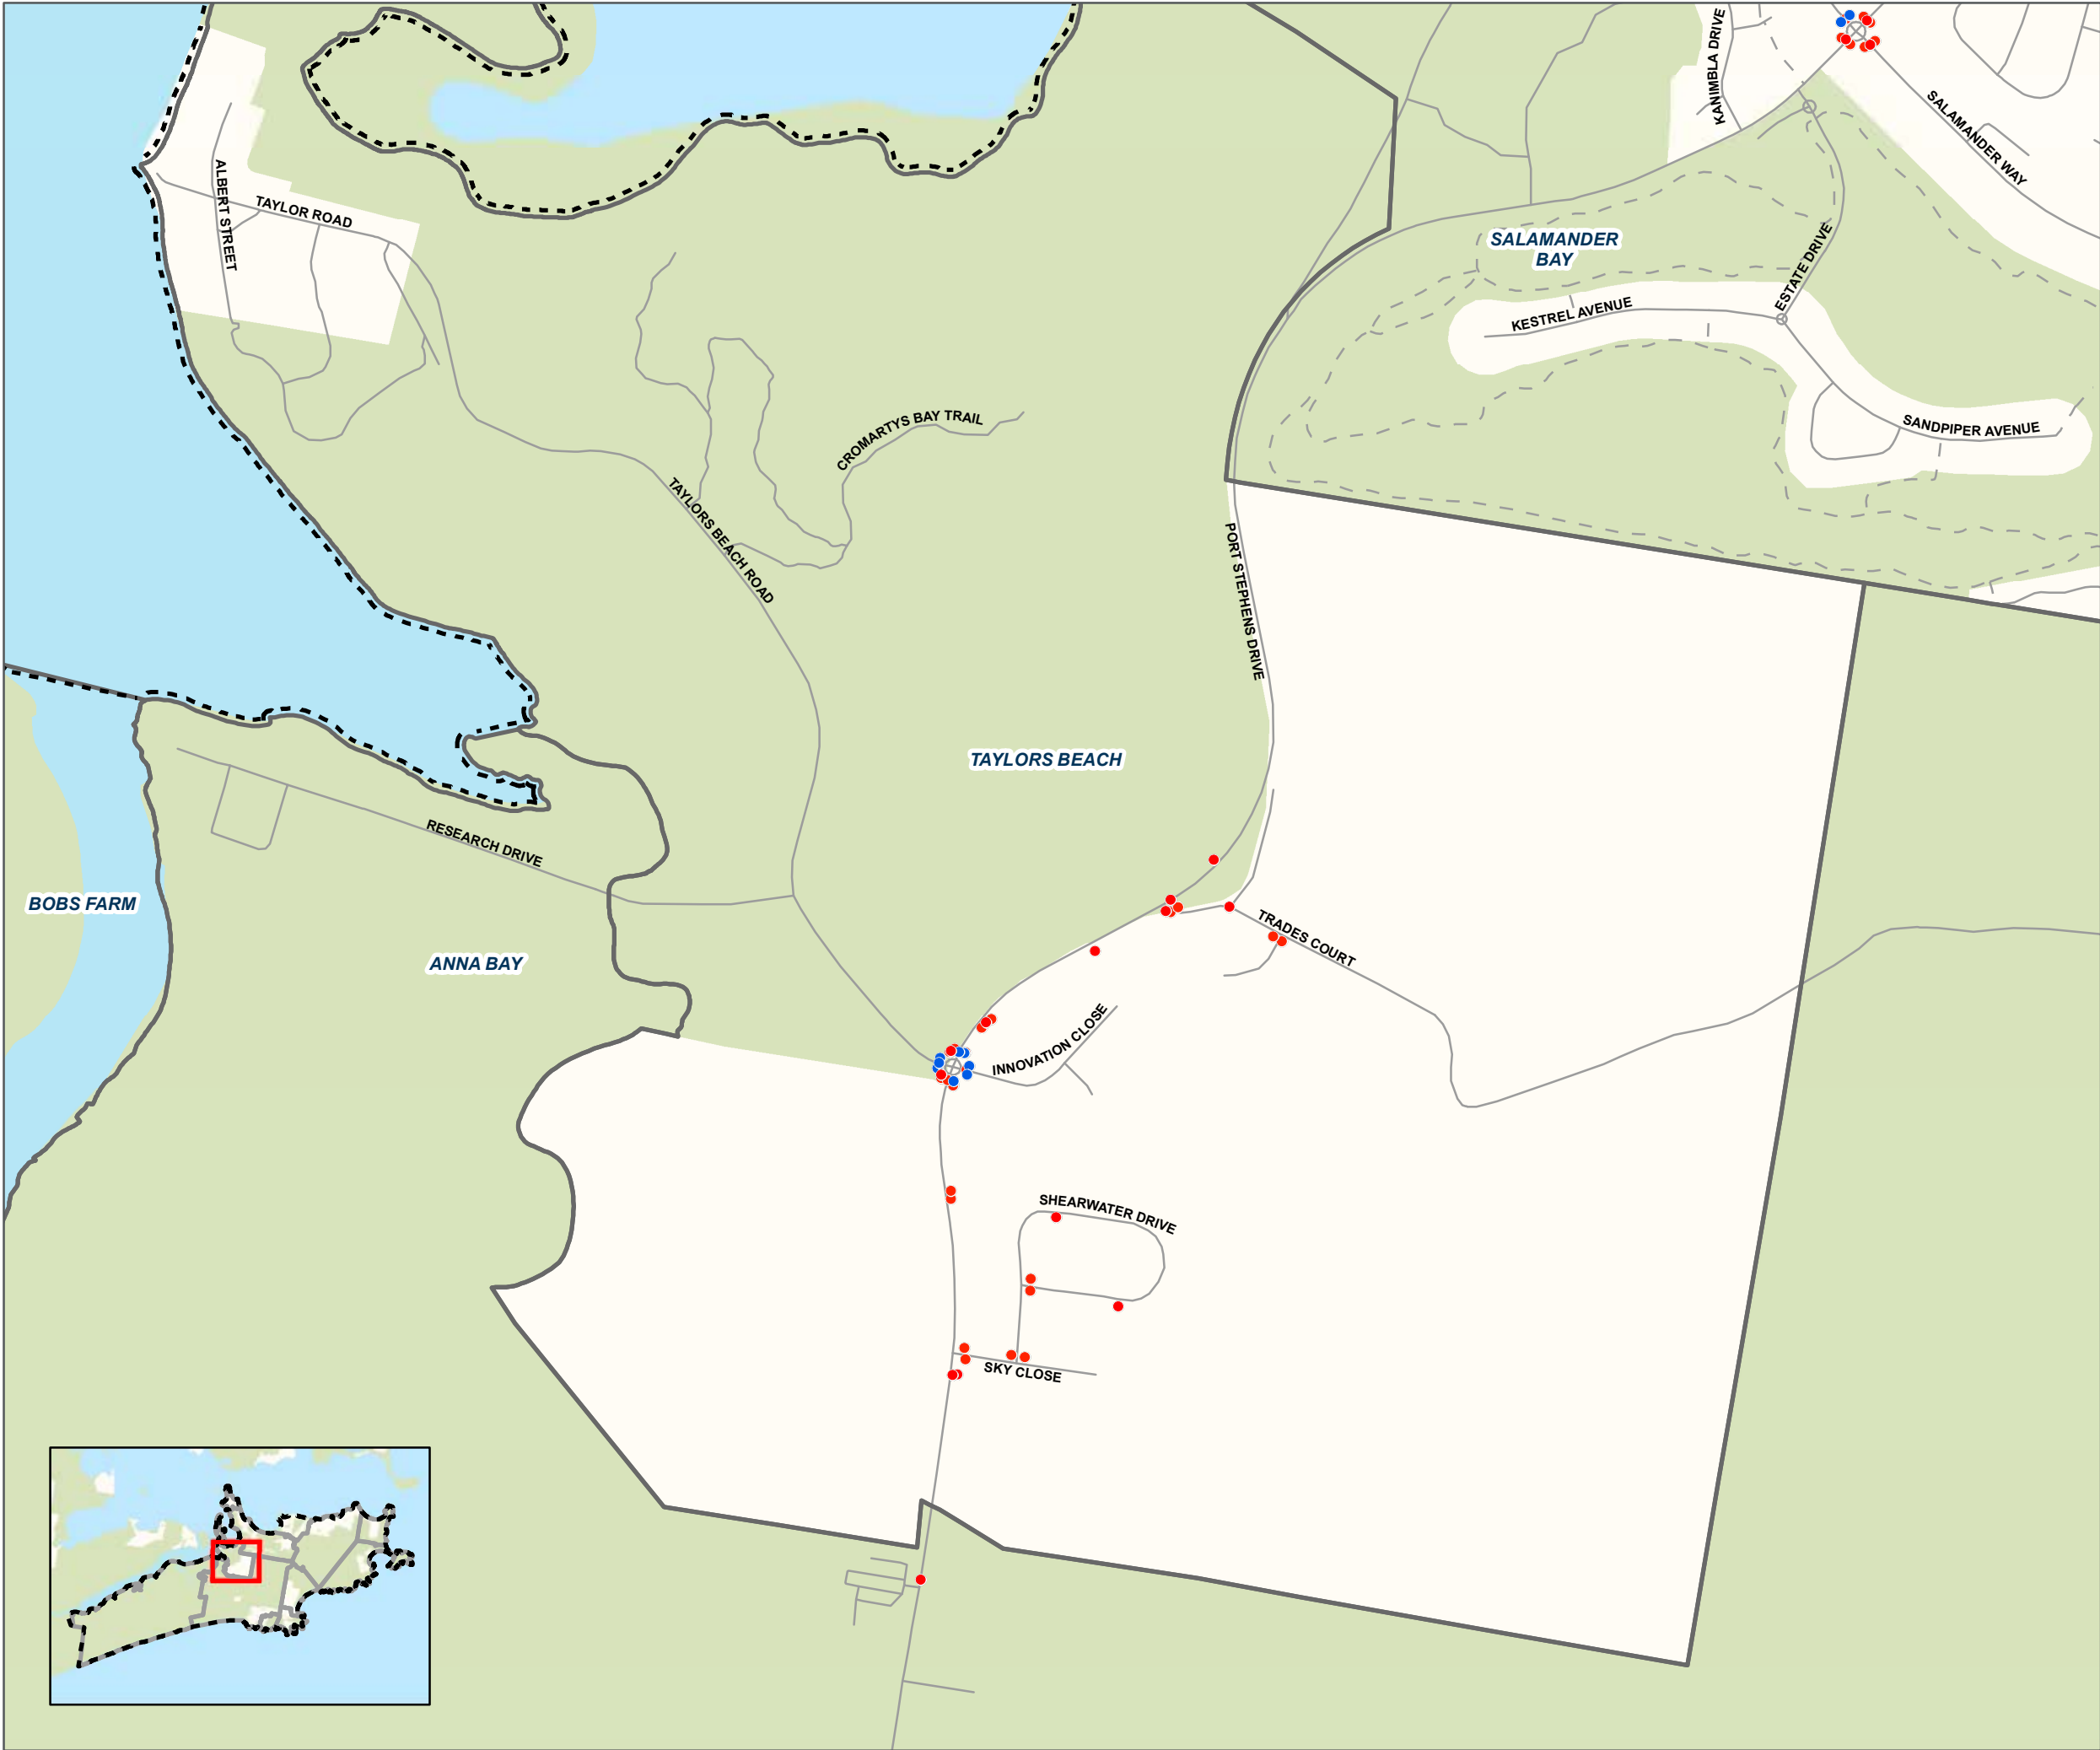 KANIMBLA DRIVE
SALAMANDER WAY
ALBERT STREET
TAYLOR ROAD
SALAMANDER
BAY
ESTATE DRIVE
KESTREL AVENUE
CROMARTYS BAY TRAIL
SANDPIPER AVENUE
TAYLORS BEACH ROAD
PORT STEPHENS DRIVE
TAYLORS BEACH
RESEARCH DRIVE
BOBS FARM
TRADES COURT
ANNA BAY
INNOVATION CLOSE
SHEARWATER DRIVE
SKY CLOSE